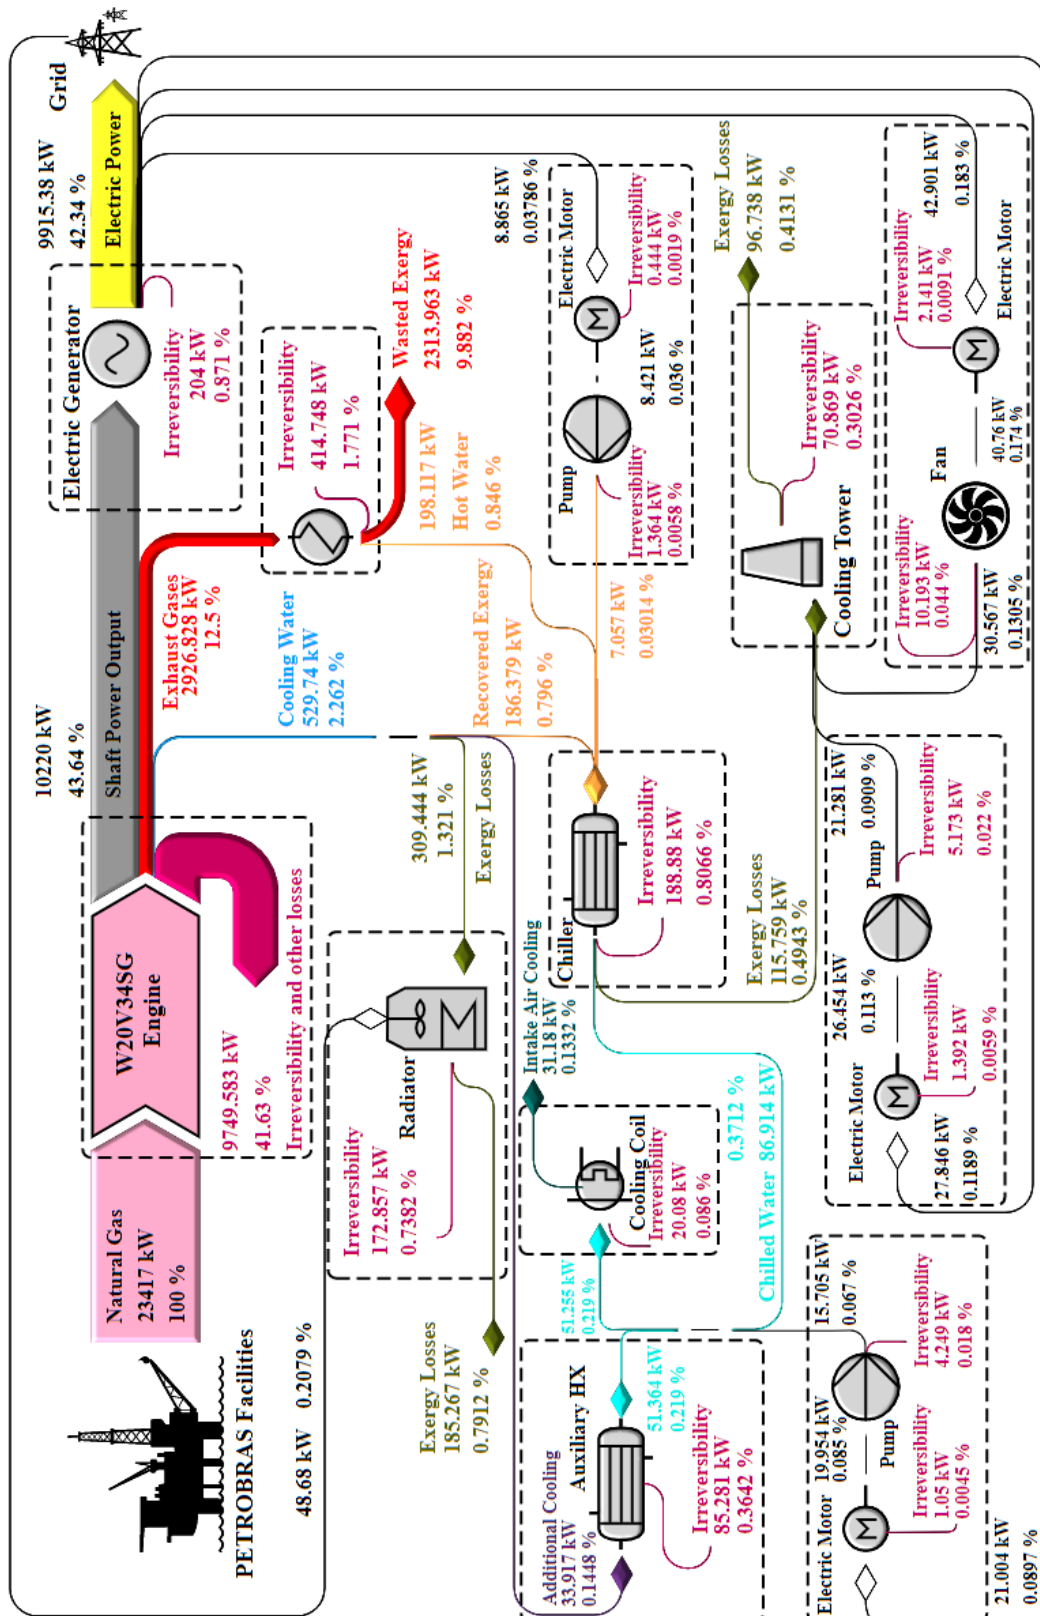 PETROBRAS Facilities
48.68 kW 0.2079 %
Natural Gas
23417 kW
100 %
W20V34SG
Engine
9749.583 kW
41.63 %
Irreversibility and other losses
10220 kW
43.64 %
Shaft Power Output
Exhaust Gases
2926.828 kW
12.5 %
Cooling Water
529.74 kW
2.262 %
Electric Generator
Irreversibility
204 kW
0.871 %
9915.38 kW
42.34 %
Electric Power
Grid
Irreversibility
414.748 kW
1.771 %
Wasted Exergy
2313.963 kW
9.882 %
198.117 kW
Hot Water
0.846 %
Recovered Exergy
186.379 kW
0.796 %
309.444 kW
1.321 %
Exergy Losses
Irreversibility
172.857 kW
0.7382 %
Radiator
Exergy Losses
185.267 kW
0.7912 %
8.865 kW
0.03786 %
Electric Motor
M
Irreversibility
0.444 kW
0.0019 %
8.421 kW
0.036 %
Pump
Irreversibility
1.364 kW
0.0058 %
7.057 kW
0.03014 %
Chiller
Irreversibility
188.88 kW
0.8066 %
Exergy Losses
115.759 kW
0.4943 %
Intake Air Cooling
31.18 kW
0.1332 %
Cooling Coil
Irreversibility
20.08 kW
0.086 %
0.3712 %
Chilled Water 86.914 kW
51.255 kW
0.219 %
51.364 kW
0.219 %
Additional Cooling
33.917 kW
0.1448 %
Auxiliary HX
Irreversibility
85.281 kW
0.3642 %
Exergy Losses
96.738 kW
0.4131 %
Irreversibility
70.869 kW
0.3026 %
Cooling Tower
42.901 kW
0.183 %
Irreversibility
2.141 kW
0.0091 %
Electric Motor
M
40.76 kW
0.174 %
Fan
Irreversibility
10.193 kW
0.044 %
30.567 kW
0.1305 %
21.281 kW
0.0909 %
Pump
Irreversibility
5.173 kW
0.022 %
26.454 kW
0.113 %
Electric Motor
M
Irreversibility
1.392 kW
0.0059 %
27.846 kW
0.1189 %
15.705 kW
0.067 %
Irreversibility
4.249 kW
0.018 %
Pump
19.954 kW
0.085 %
Electric Motor
M
Irreversibility
1.05 kW
0.0045 %
21.004 kW
0.0897 %